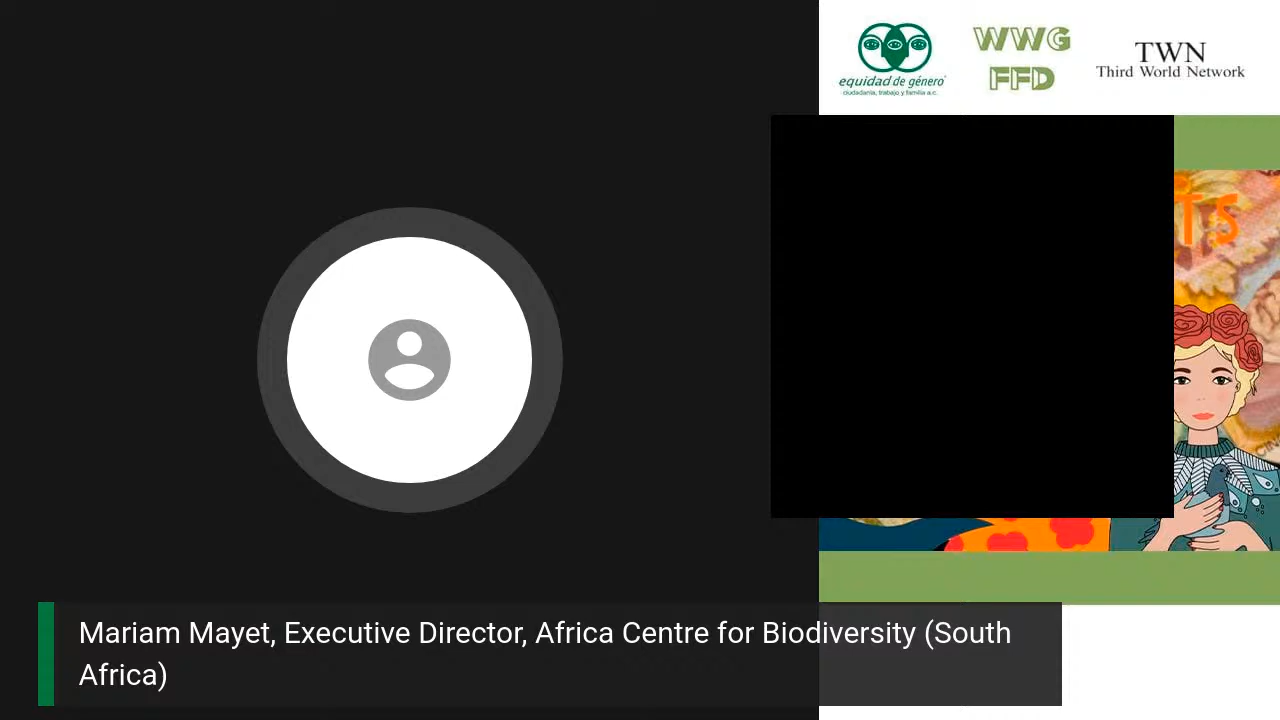 equidad de género
ciudadanía, trabajo y familia a.c.
WWG
FFD
TWN
Third World Network
TS
Mariam Mayet, Executive Director, Africa Centre for Biodiversity (South
Africa)